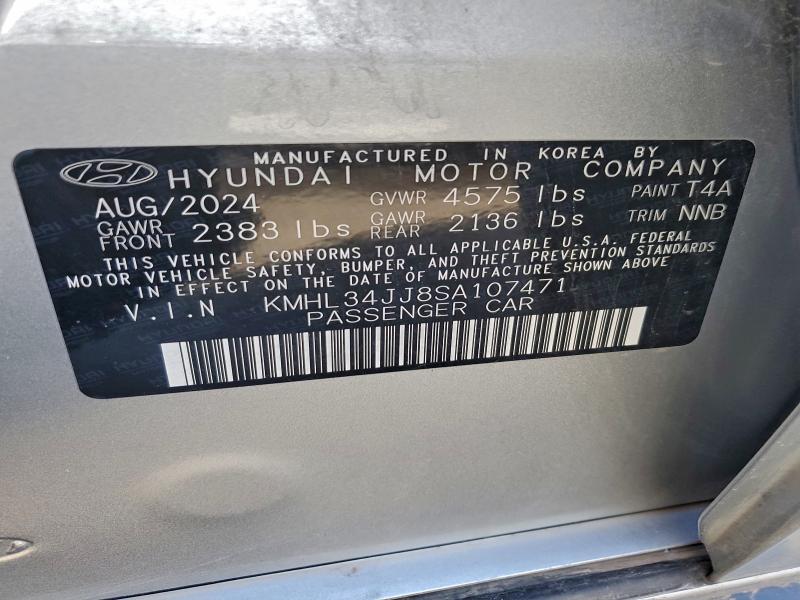 MANUFACTURED IN KOREA BY
HYUNDAI MOTOR COMPANY
AUG/2024 GVWR 4575 lbs PAINT T4A
GAWR FRONT 2383 lbs GAWR REAR 2136 lbs TRIM NNB
THIS VEHICLE CONFORMS TO ALL APPLICABLE U.S.A. FEDERAL
MOTOR VEHICLE SAFETY, BUMPER, AND THEFT PREVENTION STANDARDS
IN EFFECT ON THE DATE OF MANUFACTURE SHOWN ABOVE
V.I.N KMHL34JJ8SA107471
PASSENGER CAR